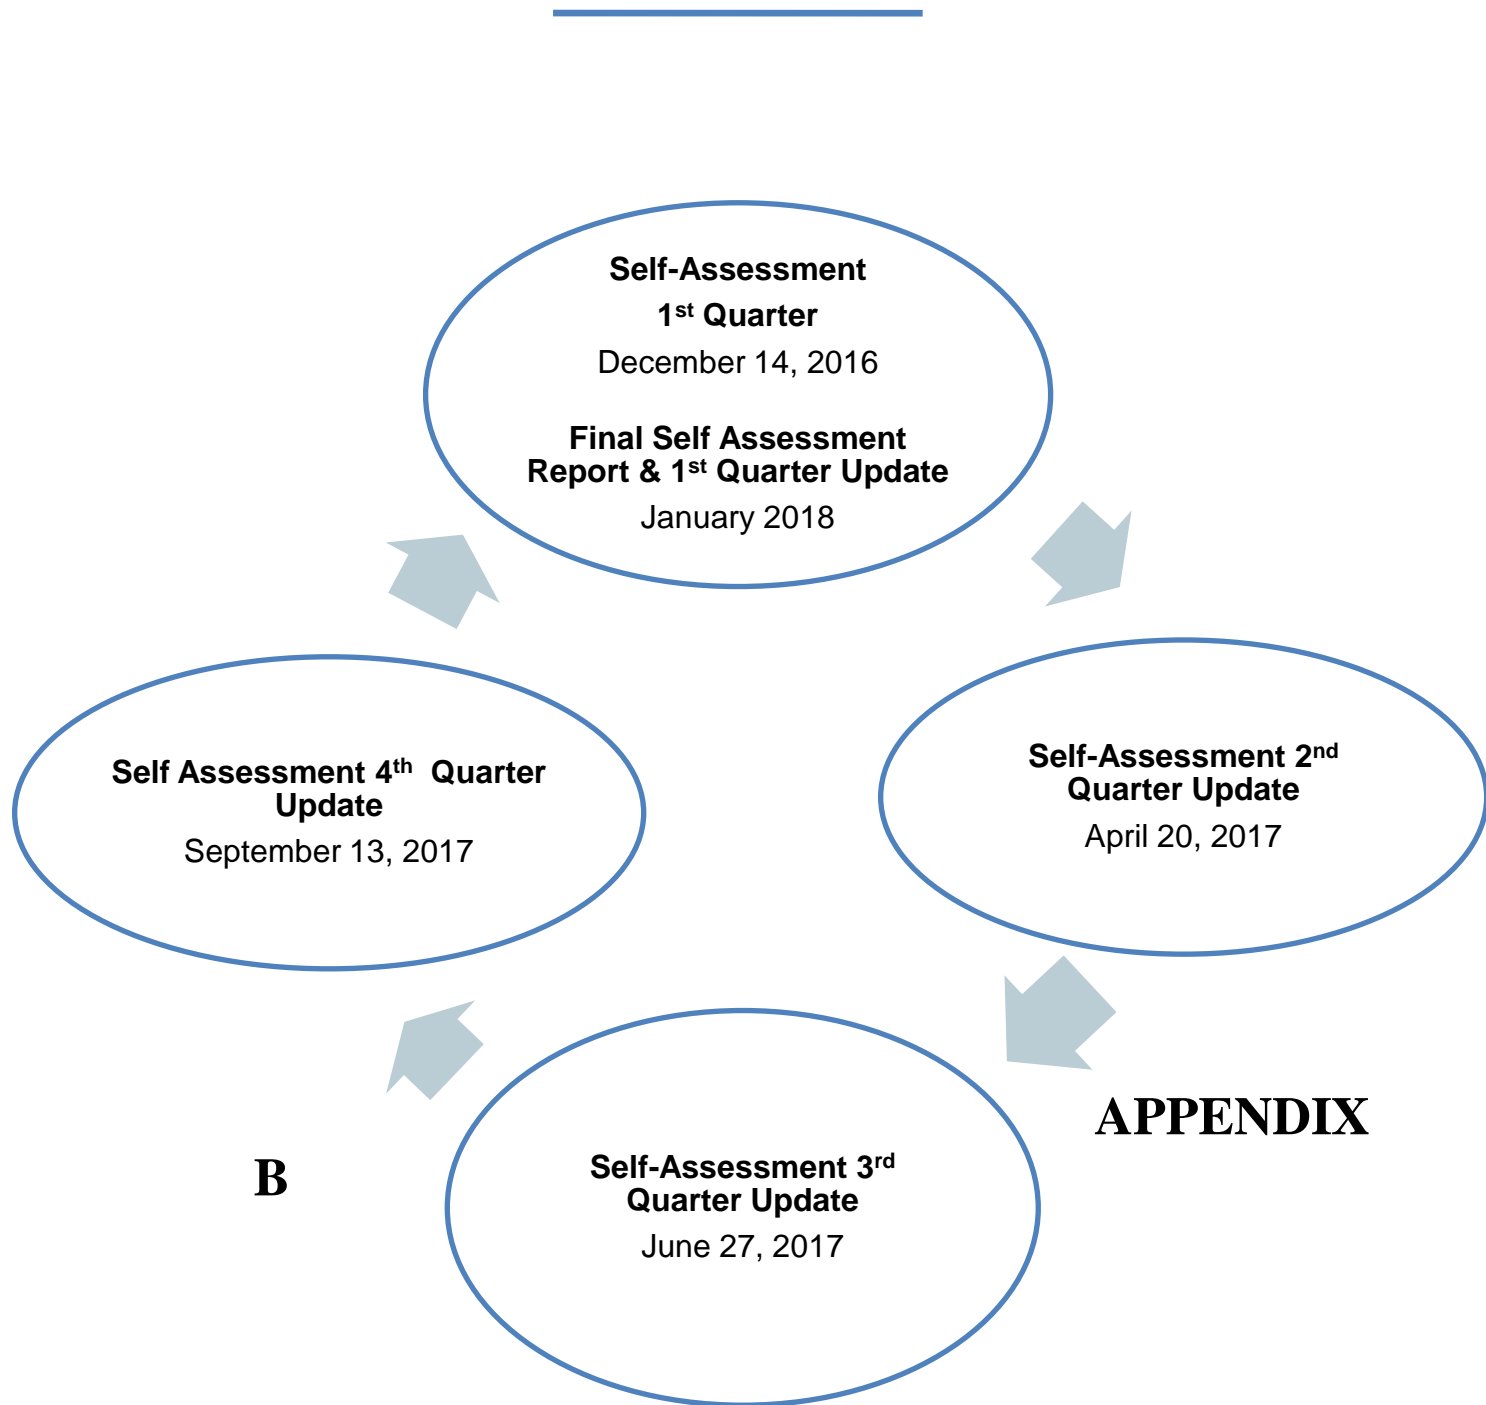 Self-Assessment
1st Quarter
December 14, 2016
Final Self Assessment
Report & 1st Quarter Update
January 2018
Self-Assessment 2nd
Quarter Update
April 20, 2017
Self-Assessment 3rd
Quarter Update
June 27, 2017
Self Assessment 4th Quarter
Update
September 13, 2017
APPENDIX
B